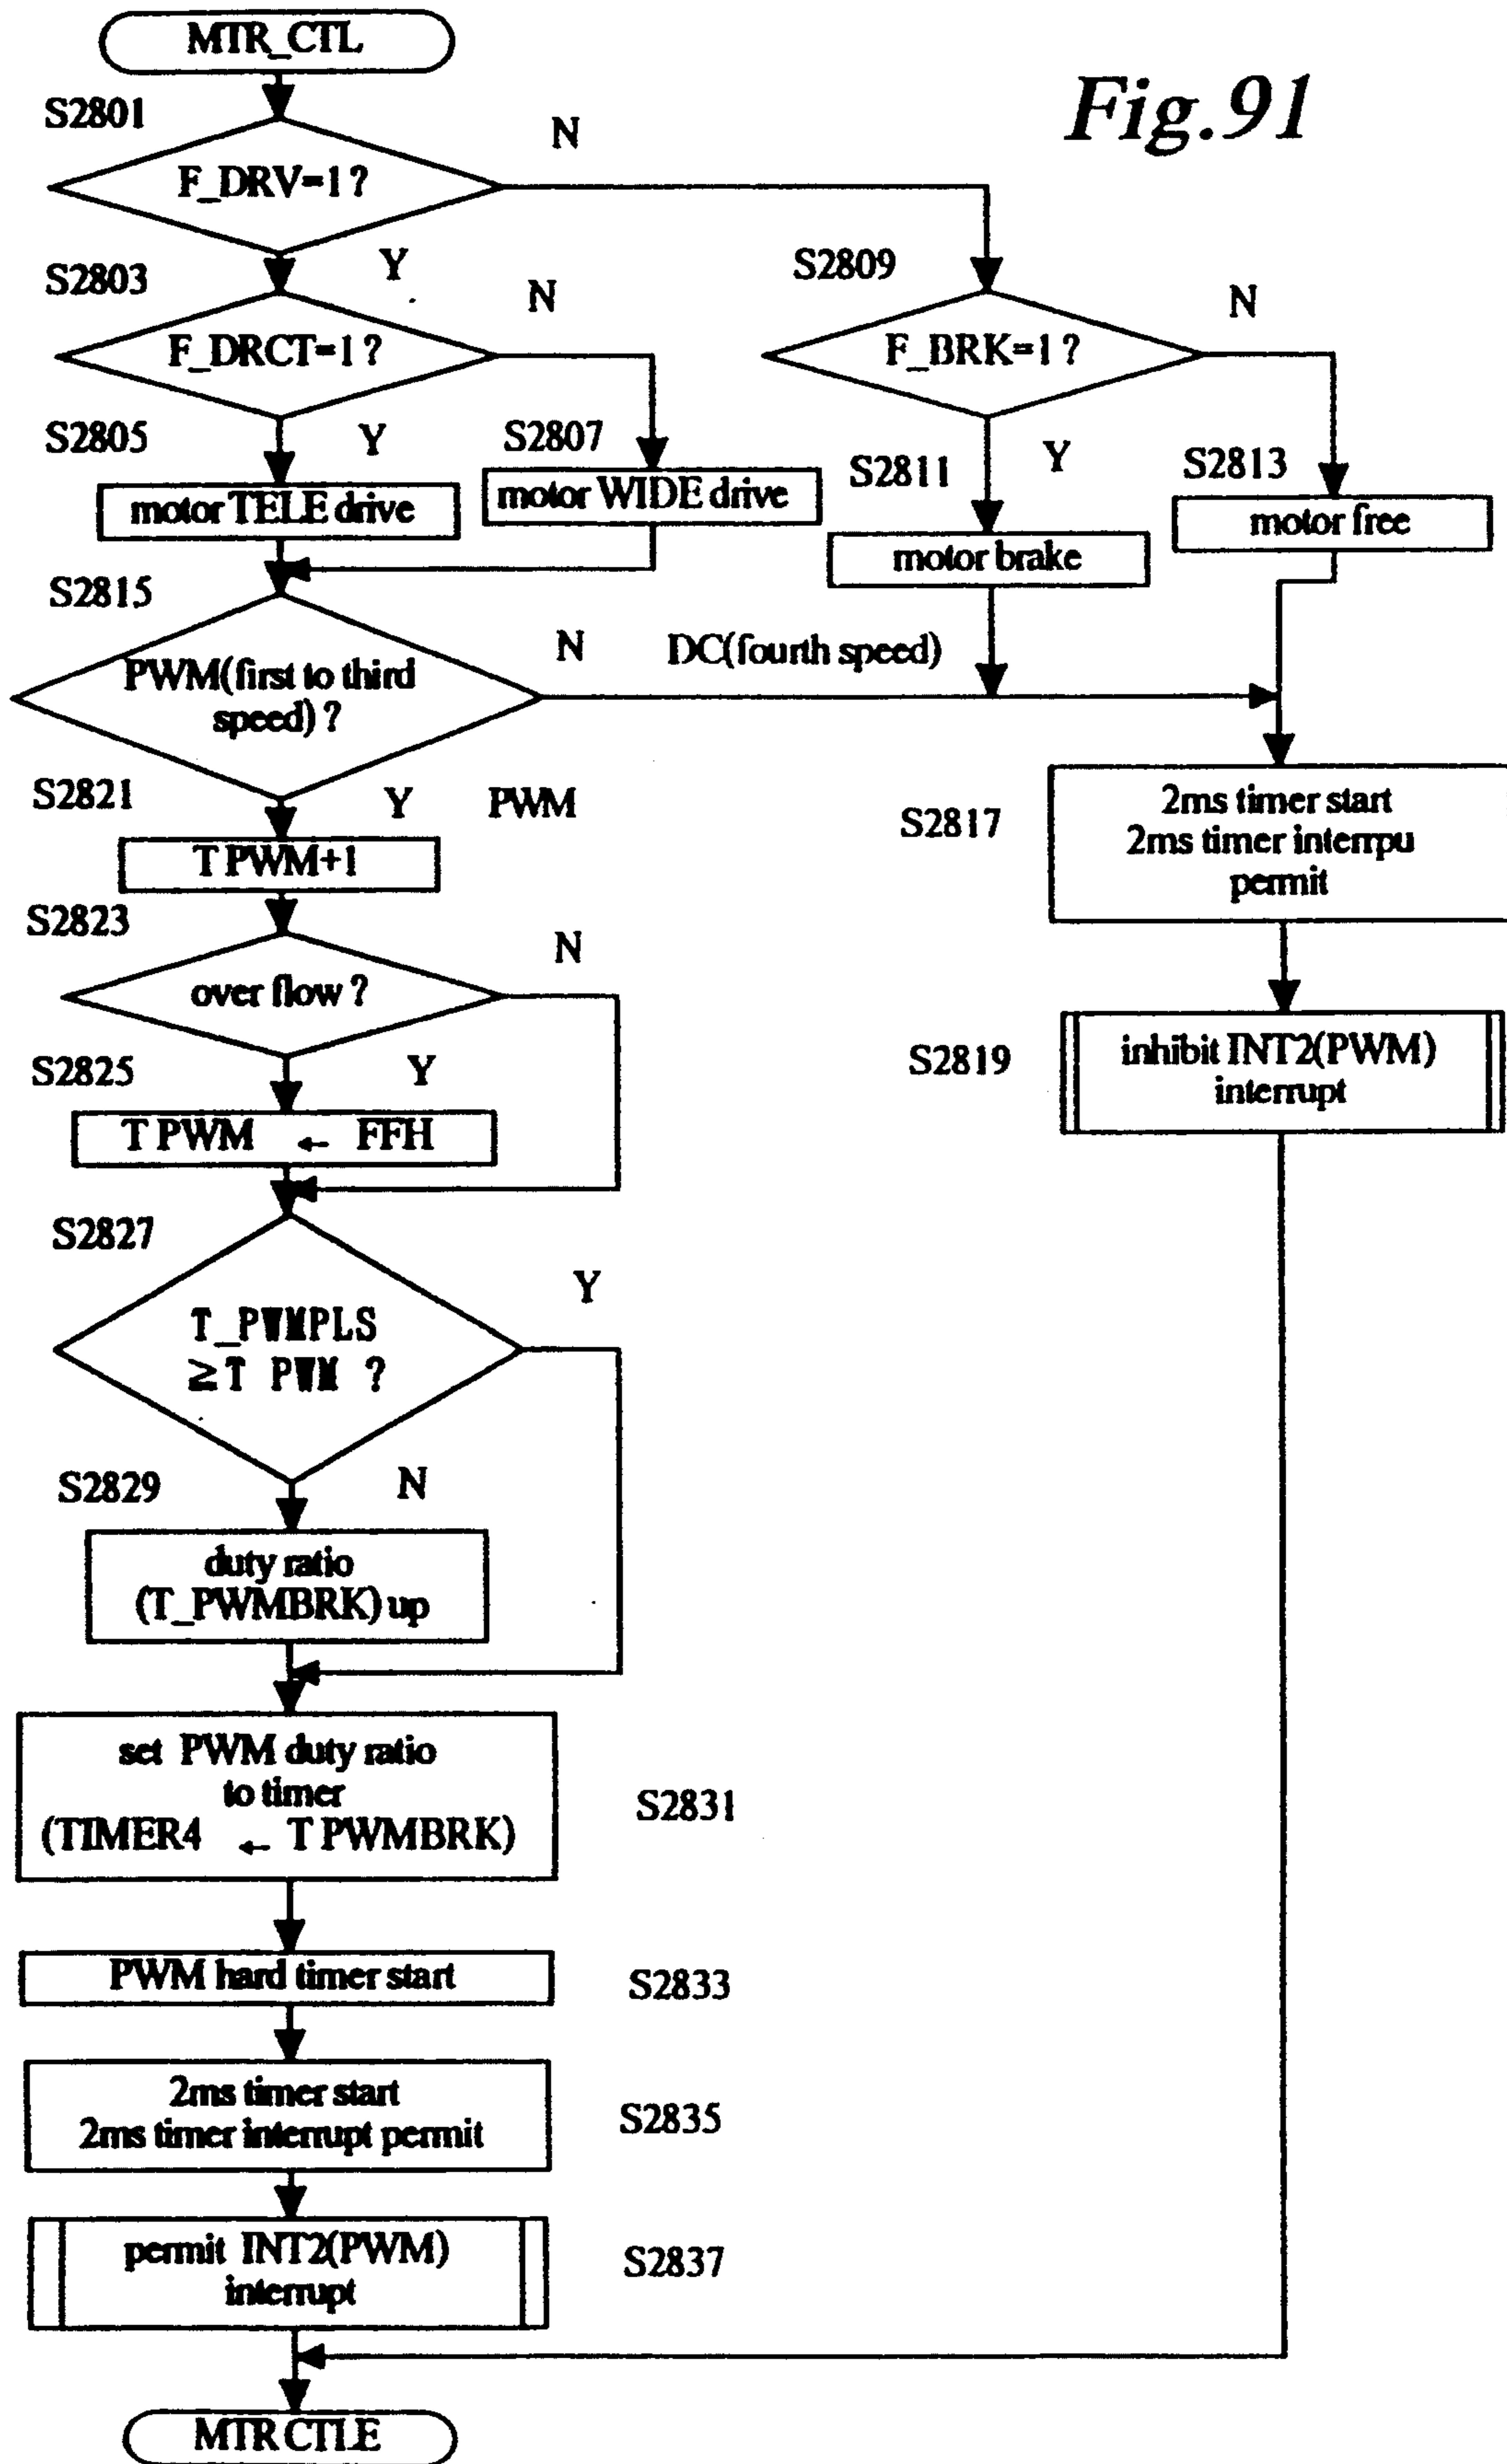 MTR_CTL
Fig.91
S2801
N
F_DRV=1?
Y
S2803
N
F_DRCT=1?
S2809
N
F_BRK=1?
S2805
Y
motor TELE drive
S2807
motor WIDE drive
S2811
Y
motor brake
S2813
motor free
S2815
PWM(first to third
speed)?
N
DC(fourth speed)
S2821
Y
PWM
T PWM+1
S2817
2ms timer start
2ms timer interrpu
permit
S2823
N
over flow?
S2825
Y
T PWM ← FFH
S2819
inhibit INT2(PWM)
interrupt
S2827
Y
T_PWMPLS
≥T PWM ?
S2829
N
duty ratio
(T_PWMBRK)up
set PWM duty ratio
to timer
(TIMER4 ← T PWMBRK)
S2831
PWM hard timer start
S2833
2ms timer start
2ms timer interrupt permit
S2835
permit INT2(PWM)
interrupt
S2837
MTR CTLE